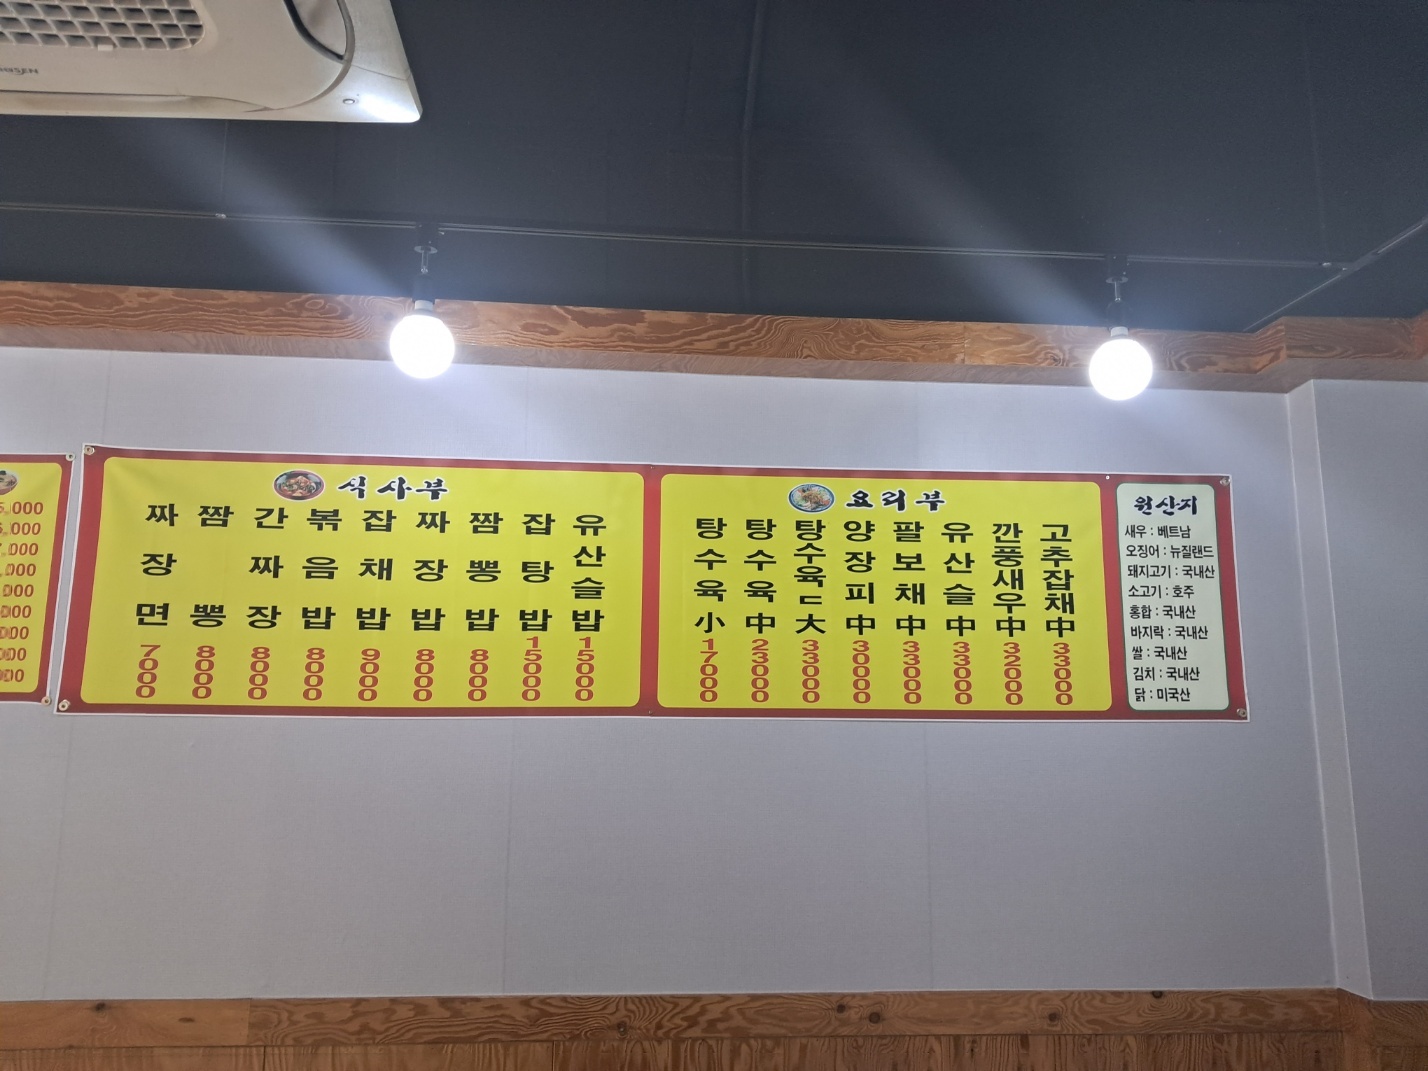 식사부
짜장면 7000
짬뽕 8000
간짜장 8000
볶음밥 8000
잡채밥 9000
짜장밥 8000
짬뽕밥 8000
잡탕밥 15000
유산슬밥 15000
요리부
탕수육 小 17000
탕수육 中 23000
탕수육ㄷ 大 33000
양장피 中 30000
팔보채 中 33000
유산슬 中 33000
깐풍새우 中 32000
고추잡채 中 33000
원산지
새우 : 베트남
오징어 : 뉴질랜드
돼지고기 : 국내산
소고기 : 호주
홍합 : 국내산
바지락 : 국내산
쌀 : 국내산
김치 : 국내산
닭 : 미국산